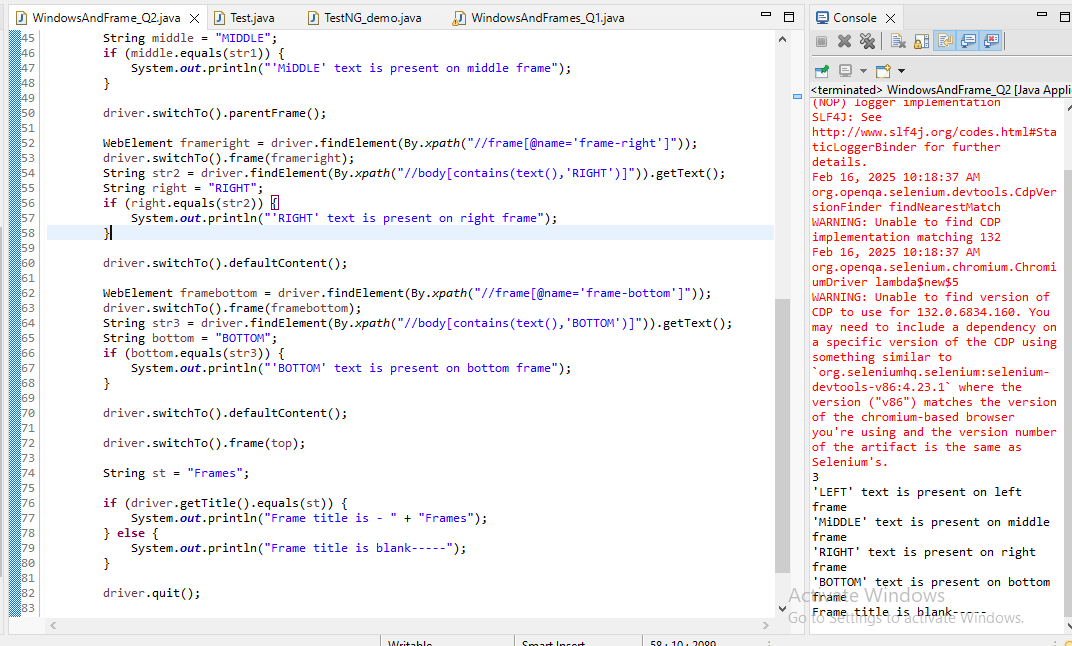 WindowsAndFrame_Q2.java
Test.java
TestNG_demo.java
WindowsAndFrames_Q1.java
45 String middle = "MIDDLE";
46 if (middle.equals(str1)) {
47 System.out.println("'MiDDLE' text is present on middle frame");
48 }
49
50 driver.switchTo().parentFrame();
51
52 WebElement frameright = driver.findElement(By.xpath("//frame[@name='frame-right']"));
53 driver.switchTo().frame(frameright);
54 String str2 = driver.findElement(By.xpath("//body[contains(text(),'RIGHT')]")).getText();
55 String right = "RIGHT";
56 if (right.equals(str2)) {
57 System.out.println("'RIGHT' text is present on right frame");
58 }
59
60 driver.switchTo().defaultContent();
61
62 WebElement framebottom = driver.findElement(By.xpath("//frame[@name='frame-bottom']"));
63 driver.switchTo().frame(framebottom);
64 String str3 = driver.findElement(By.xpath("//body[contains(text(),'BOTTOM')]")).getText();
65 String bottom = "BOTTOM";
66 if (bottom.equals(str3)) {
67 System.out.println("'BOTTOM' text is present on bottom frame");
68 }
69
70 driver.switchTo().defaultContent();
71
72 driver.switchTo().frame(top);
73
74 String st = "Frames";
75
76 if (driver.getTitle().equals(st)) {
77 System.out.println("Frame title is - " + "Frames");
78 } else {
79 System.out.println("Frame title is blank-----");
80 }
81
82 driver.quit();
83
Writable
Smart Insert
58 : 10 : 2089
Console
<terminated> WindowsAndFrame_Q2 [Java Appli
(NOP) logger implementation
SLF4J: See
http://www.slf4j.org/codes.html#Sta
ticLoggerBinder for further
details.
Feb 16, 2025 10:18:37 AM
org.openqa.selenium.devtools.CdpVer
sionFinder findNearestMatch
WARNING: Unable to find CDP
implementation matching 132
Feb 16, 2025 10:18:37 AM
org.openqa.selenium.chromium.Chromi
umDriver lambda$new$5
WARNING: Unable to find version of
CDP to use for 132.0.6834.160. You
may need to include a dependency on
a specific version of the CDP using
something similar to
`org.seleniumhq.selenium:selenium-
devtools-v86:4.23.1` where the
version ("v86") matches the version
of the chromium-based browser
you're using and the version number
of the artifact is the same as
Selenium's.
3
'LEFT' text is present on left
frame
'MiDDLE' text is present on middle
frame
'RIGHT' text is present on right
frame
'BOTTOM' text is present on bottom
frame
Frame title is blank-----
Activate Windows
Go to Settings to activate Windows.